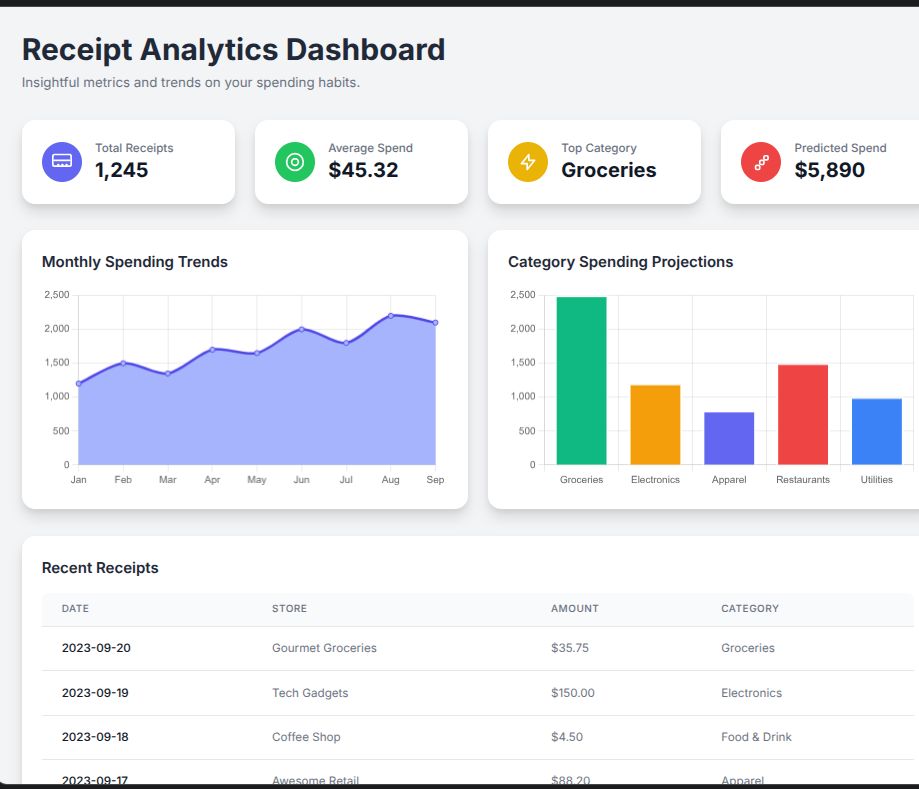 Receipt Analytics Dashboard
Insightful metrics and trends on your spending habits.
Total Receipts
1,245
Average Spend
$45.32
Top Category
Groceries
Predicted Spend
$5,890
Monthly Spending Trends
2,500
2,000
1,500
1,000
500
0
Jan Feb Mar Apr May Jun Jul Aug Sep
Category Spending Projections
2,500
2,000
1,500
1,000
500
0
Groceries Electronics Apparel Restaurants Utilities
Recent Receipts
DATE STORE AMOUNT CATEGORY
2023-09-20 Gourmet Groceries $35.75 Groceries
2023-09-19 Tech Gadgets $150.00 Electronics
2023-09-18 Coffee Shop $4.50 Food & Drink
2023-09-17 Awesome Retail $88.20 Apparel